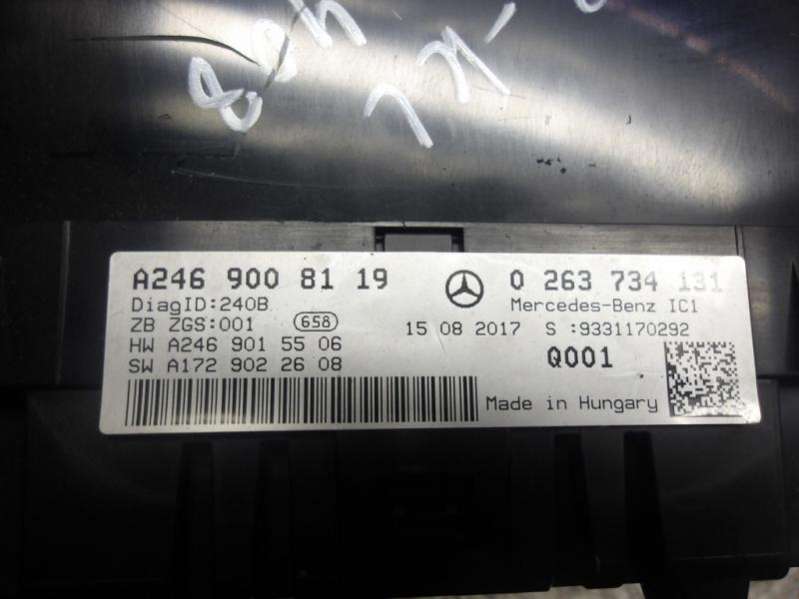 A246 900 81 19
0 263 734 131
DiagID:240B
Mercedes-Benz IC1
ZB ZGS:001
658
15 08 2017
S :9331170292
HW A246 901 55 06
Q001
SW A172 902 26 08
Made in Hungary